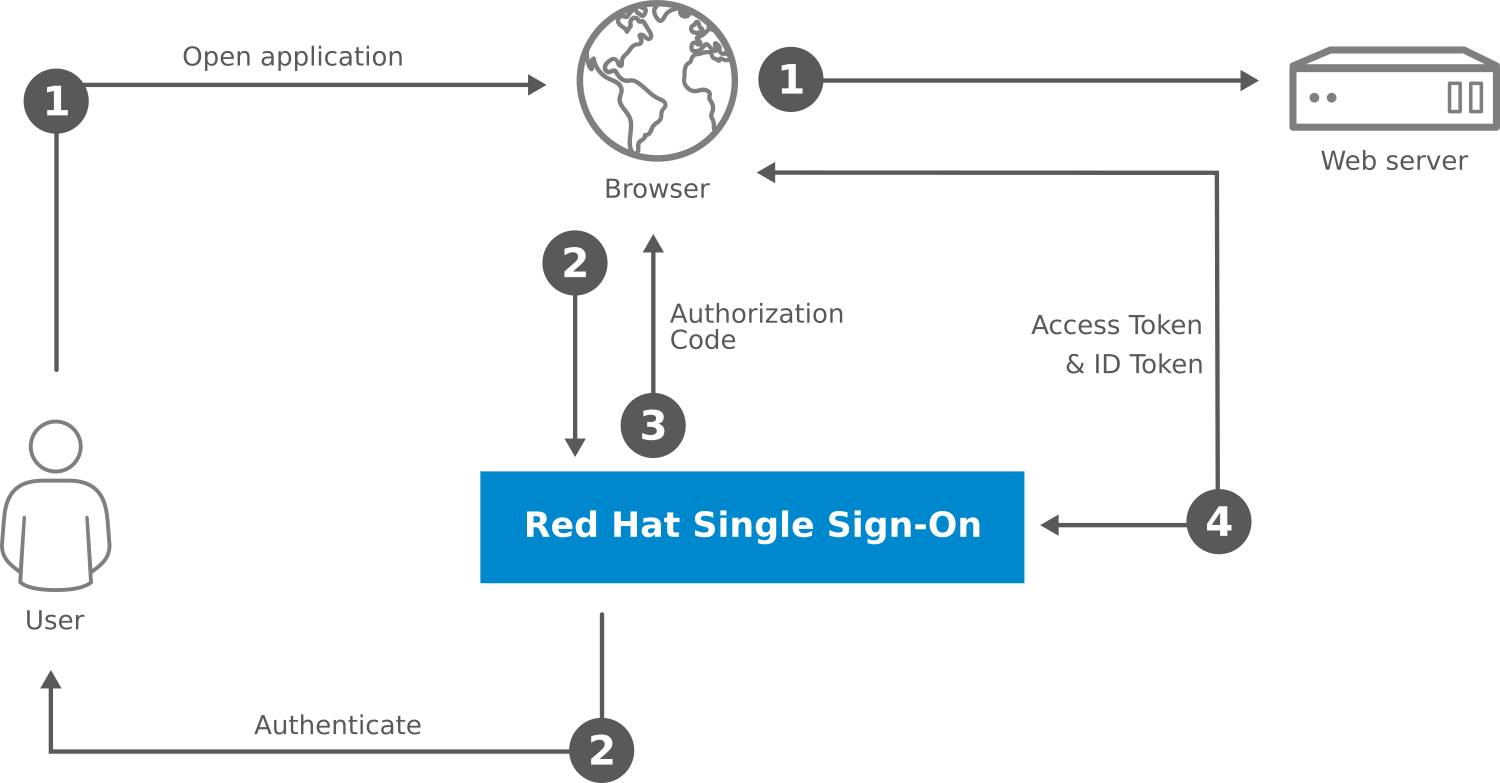 Open application
1
1
Web server
Browser
2
Authorization
Code
Access Token
& ID Token
3
Red Hat Single Sign-On
4
User
Authenticate
2